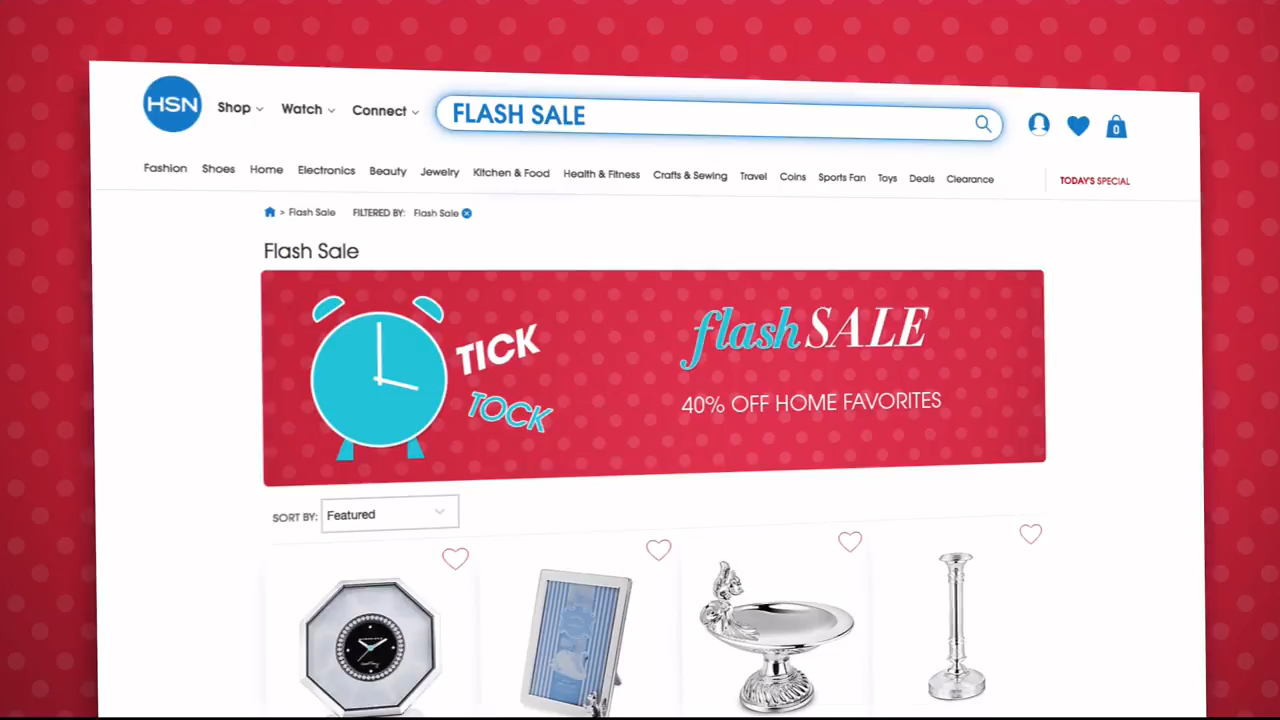 HSN
Shop Watch Connect
FLASH SALE
0
Fashion Shoes Home Electronics Beauty Jewelry Kitchen & Food Health & Fitness Crafts & Sewing Travel Coins Sports Fan Toys Deals Clearance TODAY'S SPECIAL
> Flash Sale FILTERED BY: Flash Sale
Flash Sale
TICK
TOCK
flash SALE
40% OFF HOME FAVORITES
SORT BY: Featured